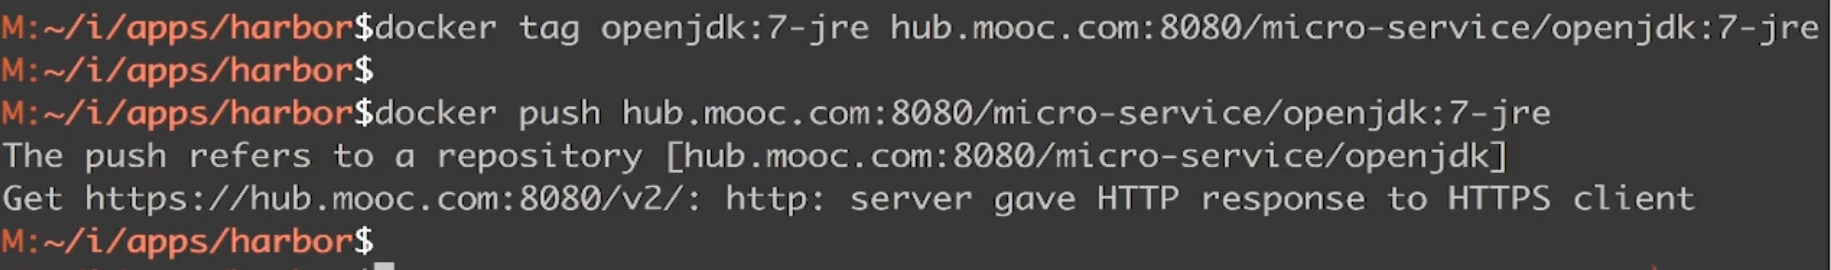 M:~/i/apps/harbor$docker tag openjdk:7-jre hub.mooc.com:8080/micro-service/openjdk:7-jre
M:~/i/apps/harbor$
M:~/i/apps/harbor$docker push hub.mooc.com:8080/micro-service/openjdk:7-jre
The push refers to a repository [hub.mooc.com:8080/micro-service/openjdk]
Get https://hub.mooc.com:8080/v2/: http: server gave HTTP response to HTTPS client
M:~/i/apps/harbor$